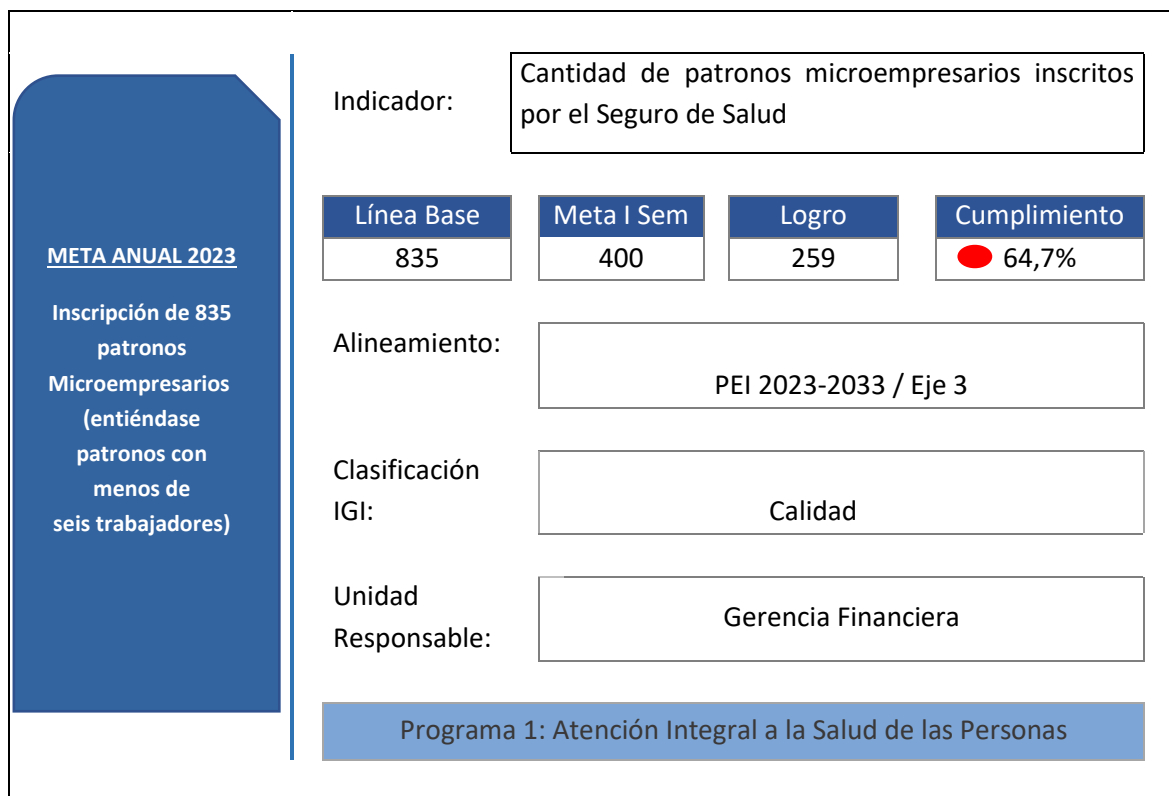 META ANUAL 2023
Inscripción de 835
patronos
Microempresarios
(entiéndase
patronos con
menos de
seis trabajadores)
Indicador:
Cantidad de patronos microempresarios inscritos
por el Seguro de Salud
Línea Base
Meta I Sem
Logro
Cumplimiento
835
400
259
64,7%
Alineamiento:
PEI 2023-2033 / Eje 3
Clasificación
IGI:
Calidad
Unidad
Responsable:
Gerencia Financiera
Programa 1: Atención Integral a la Salud de las Personas